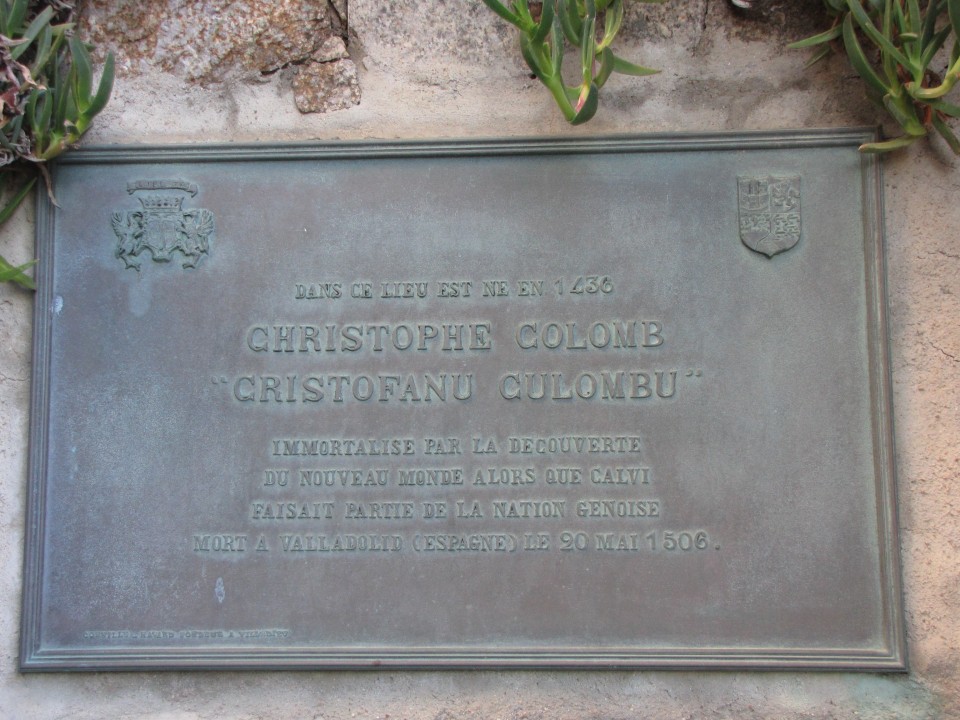 DANS CE LIEU EST NE EN 1436
CHRISTOPHE COLOMB
"CRISTOFANU CULOMBU"
IMMORTALISE PAR LA DECOUVERTE
DU NOUVEAU MONDE ALORS QUE CALVI
FAISAIT PARTIE DE LA NATION GENOISE
MORT A VALLADOLID (ESPAGNE) LE 20 MAI 1506.
FONDEUR A